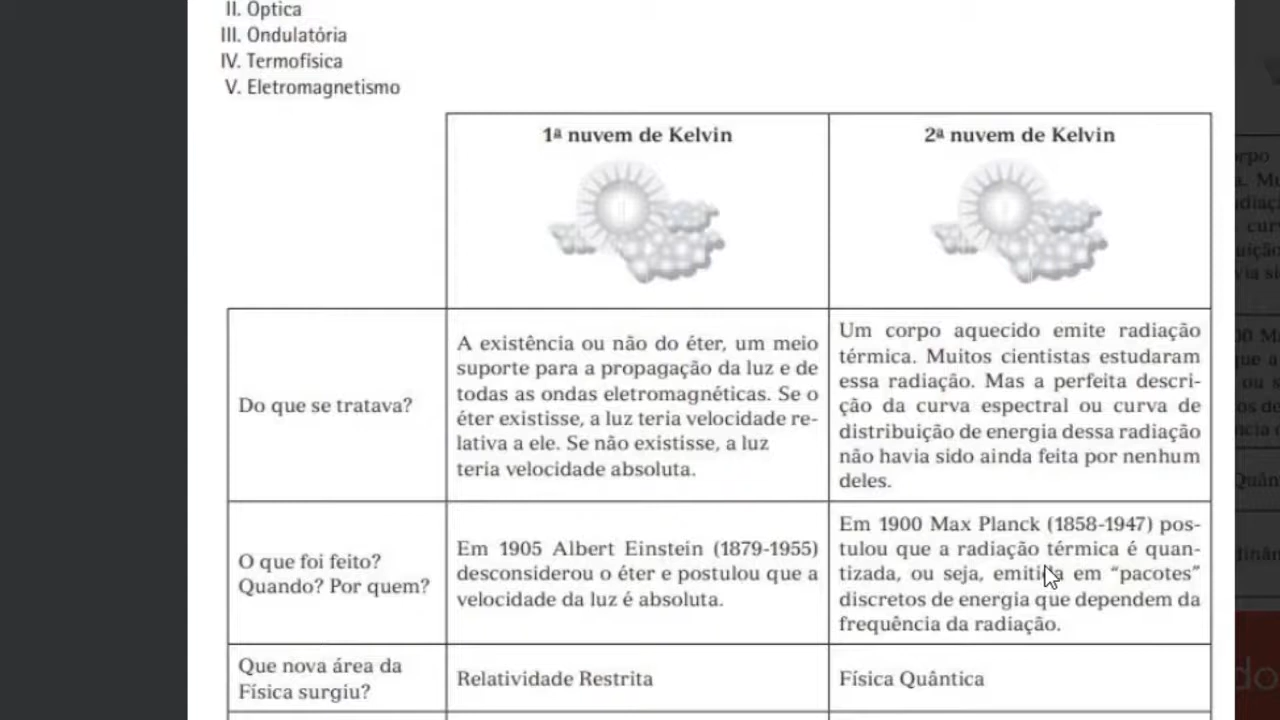 II. Óptica
III. Ondulatória
IV. Termofísica
V. Eletromagnetismo
1ª nuvem de Kelvin
2ª nuvem de Kelvin
Do que se tratava?
A existência ou não do éter, um meio
suporte para a propagação da luz e de
todas as ondas eletromagnéticas. Se o
éter existisse, a luz teria velocidade re-
lativa a ele. Se não existisse, a luz
teria velocidade absoluta.
Um corpo aquecido emite radiação
térmica. Muitos cientistas estudaram
essa radiação. Mas a perfeita descri-
ção da curva espectral ou curva de
distribuição de energia dessa radiação
não havia sido ainda feita por nenhum
deles.
O que foi feito?
Quando? Por quem?
Em 1905 Albert Einstein (1879-1955)
desconsiderou o éter e postulou que a
velocidade da luz é absoluta.
Em 1900 Max Planck (1858-1947) pos-
tulou que a radiação térmica é quan-
tizada, ou seja, emitida em “pacotes”
discretos de energia que dependem da
frequência da radiação.
Que nova área da
Física surgiu?
Relatividade Restrita
Física Quântica